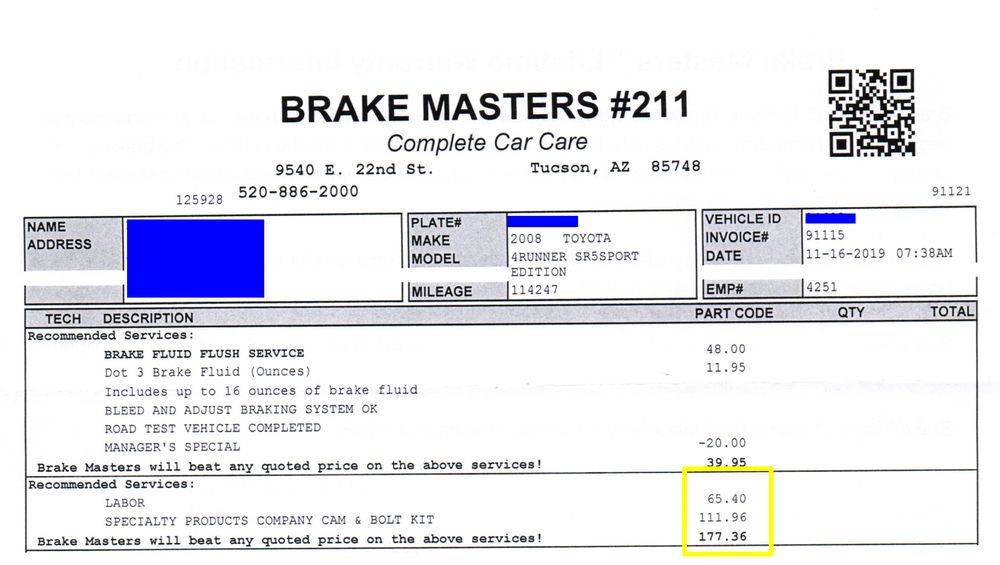 BRAKE MASTERS #211
Complete Car Care
9540 E. 22nd St. Tucson, AZ 85748
125928 520-886-2000 91121
NAME
ADDRESS
PLATE#
MAKE 2008 TOYOTA
MODEL 4RUNNER SR5SPORT
EDITION
MILEAGE 114247
VEHICLE ID
INVOICE# 91115
DATE 11-16-2019 07:38AM
EMP# 4251
TECH DESCRIPTION PART CODE QTY TOTAL
Recommended Services:
BRAKE FLUID FLUSH SERVICE 48.00
Dot 3 Brake Fluid (Ounces) 11.95
Includes up to 16 ounces of brake fluid
BLEED AND ADJUST BRAKING SYSTEM OK
ROAD TEST VEHICLE COMPLETED
MANAGER'S SPECIAL -20.00
Brake Masters will beat any quoted price on the above services! 39.95
Recommended Services:
LABOR 65.40
SPECIALTY PRODUCTS COMPANY CAM & BOLT KIT 111.96
Brake Masters will beat any quoted price on the above services! 177.36